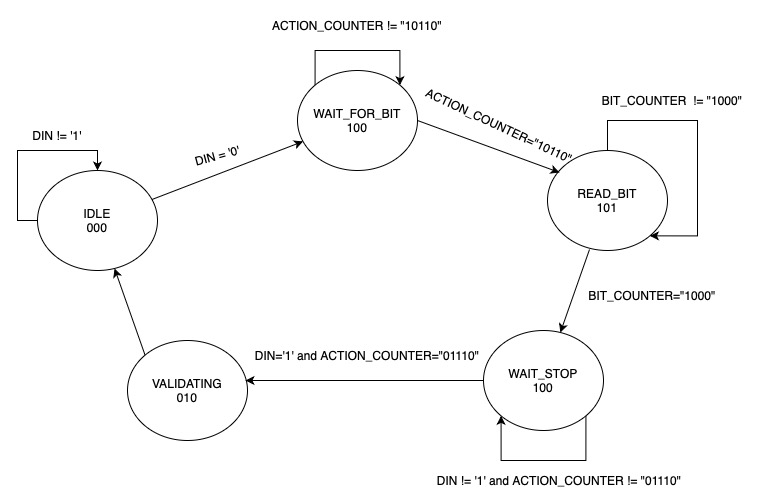 ACTION_COUNTER != "10110"
WAIT_FOR_BIT
100
ACTION_COUNTER="10110"
BIT_COUNTER != "1000"
DIN != '1'
DIN = '0'
READ_BIT
101
IDLE
000
BIT_COUNTER="1000"
DIN='1' and ACTION_COUNTER="01110"
WAIT_STOP
100
VALIDATING
010
DIN != '1' and ACTION_COUNTER != "01110"